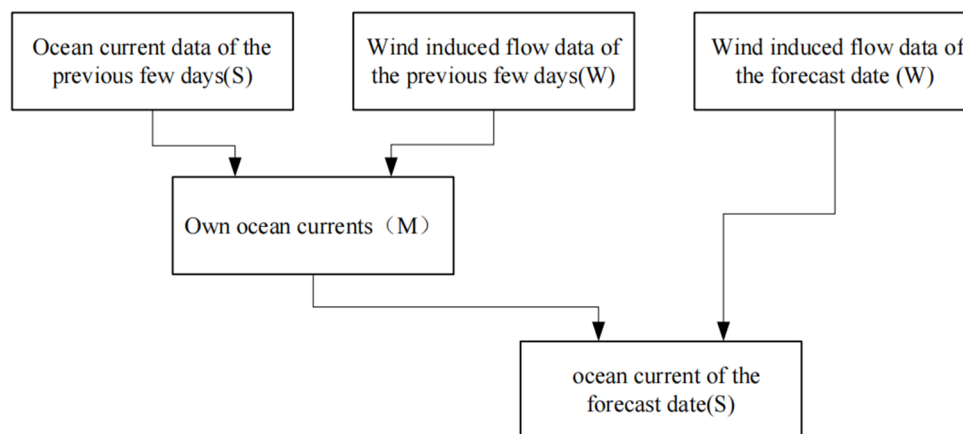 Ocean current data of the
previous few days(S)
Wind induced flow data of
the previous few days(W)
Wind induced flow data of
the forecast date (W)
Own ocean currents（M）
ocean current of the
forecast date(S)